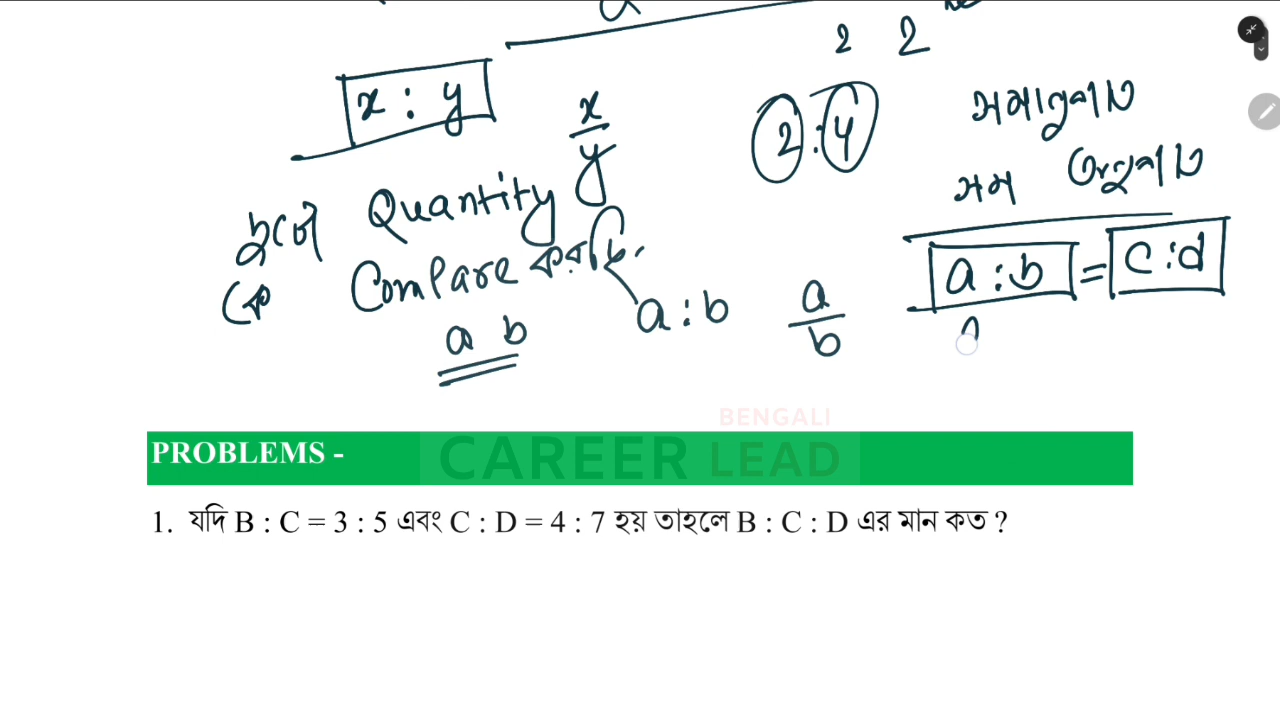 2 2
x : y
x/y
2 : 4
সমানুপাত
সম অনুপাত
দুটো Quantity
কে Compare করছি.
a : b = c : d
a b
a : b
a/b
BENGALI
CAREER LEAD
PROBLEMS -
1. যদি B : C = 3 : 5 এবং C : D = 4 : 7 হয় তাহলে B : C : D এর মান কত ?